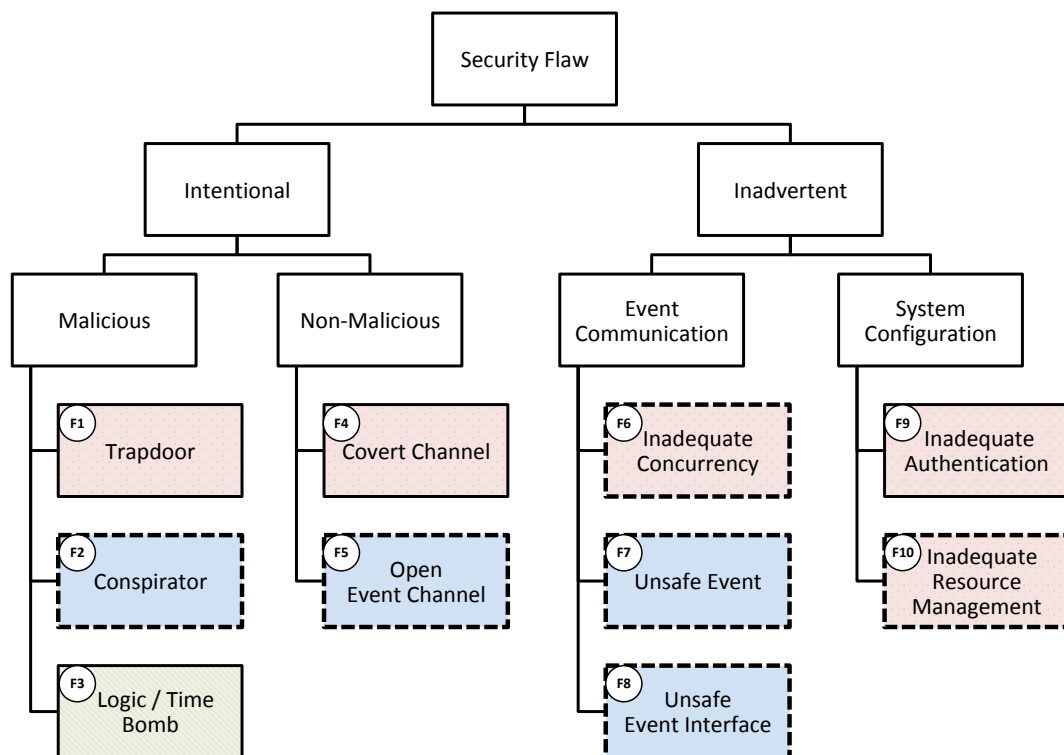 Security Flaw
Intentional
Inadvertent
Malicious
Non-Malicious
Event
Communication
System
Configuration
F1
Trapdoor
F4
Covert Channel
F6
Inadequate
Concurrency
F9
Inadequate
Authentication
F2
Conspirator
F5
Open
Event Channel
F7
Unsafe Event
F10
Inadequate
Resource
Management
F3
Logic / Time
Bomb
F8
Unsafe
Event Interface